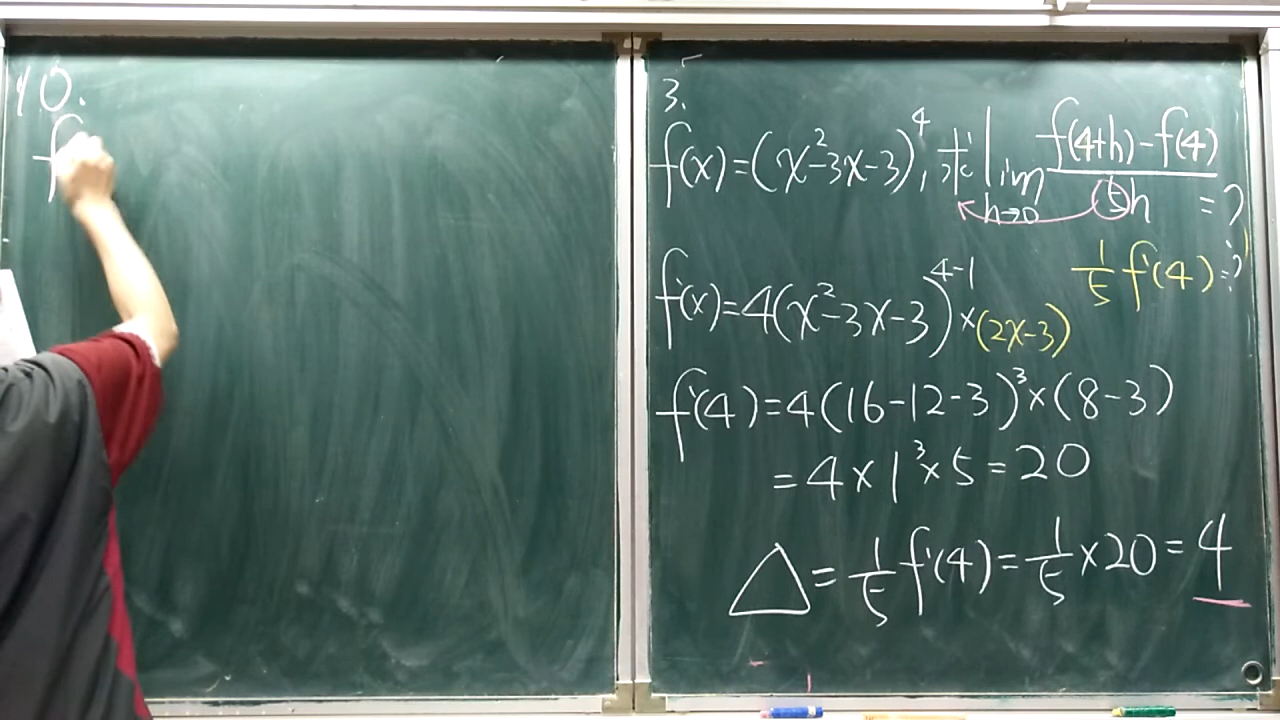 10.
f
3.
f(x)=(x²-3x-3)⁴, 求 lim h→0 (f(4+h)-f(4))/(5h) =?
1/5 f'(4)=?
f'(x)=4(x²-3x-3)⁴⁻¹×(2x-3)
f'(4)=4(16-12-3)³×(8-3)
=4×1³×5=20
△=1/5 f'(4)=1/5×20=4